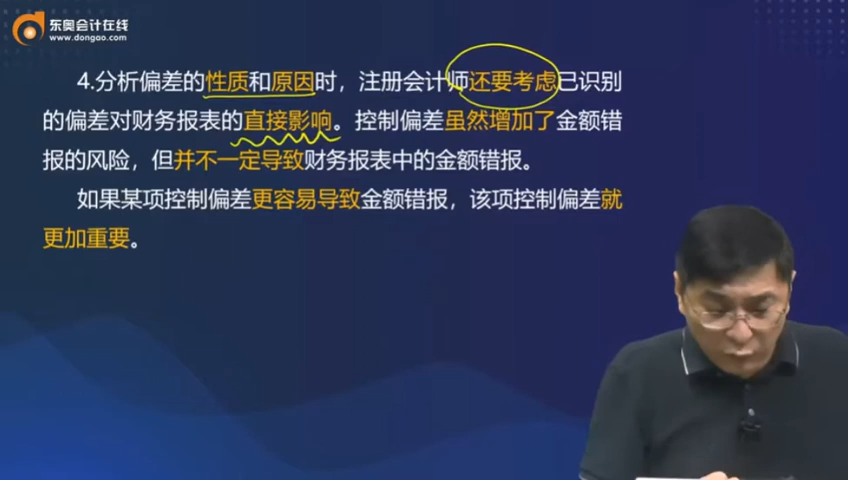 东奥会计在线
www.dongao.com
4.分析偏差的性质和原因时，注册会计师还要考虑已识别
的偏差对财务报表的直接影响。控制偏差虽然增加了金额错
报的风险，但并不一定导致财务报表中的金额错报。
如果某项控制偏差更容易导致金额错报，该项控制偏差就
更加重要。